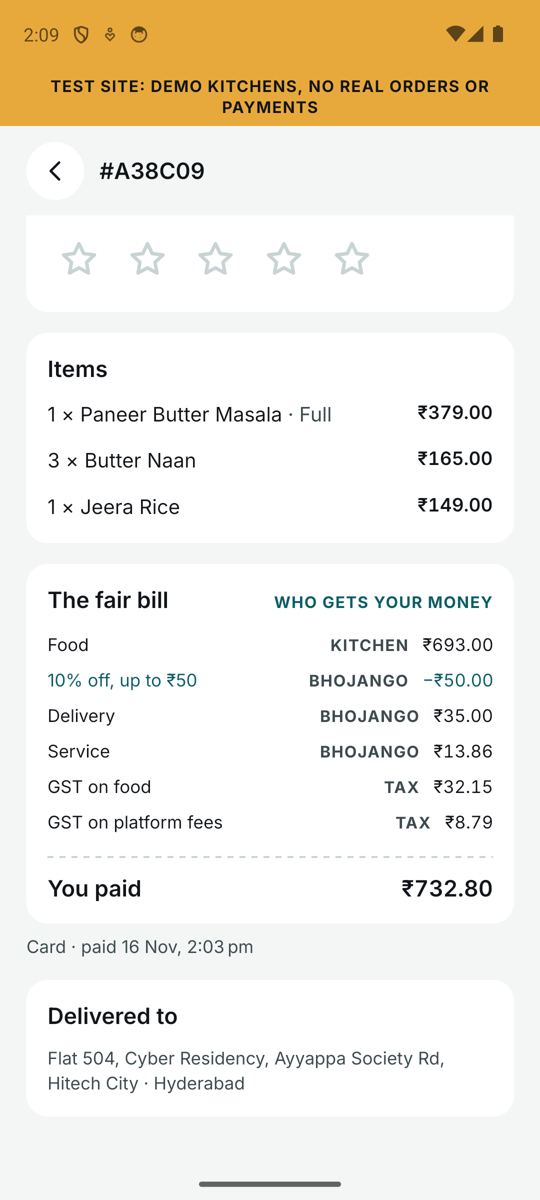 2:09
TEST SITE: DEMO KITCHENS, NO REAL ORDERS OR
PAYMENTS
#A38C09
Items
1 × Paneer Butter Masala · Full ₹379.00
3 × Butter Naan ₹165.00
1 × Jeera Rice ₹149.00
The fair bill WHO GETS YOUR MONEY
Food KITCHEN ₹693.00
10% off, up to ₹50 BHOJANGO −₹50.00
Delivery BHOJANGO ₹35.00
Service BHOJANGO ₹13.86
GST on food TAX ₹32.15
GST on platform fees TAX ₹8.79
You paid ₹732.80
Card · paid 16 Nov, 2:03 pm
Delivered to
Flat 504, Cyber Residency, Ayyappa Society Rd,
Hitech City · Hyderabad